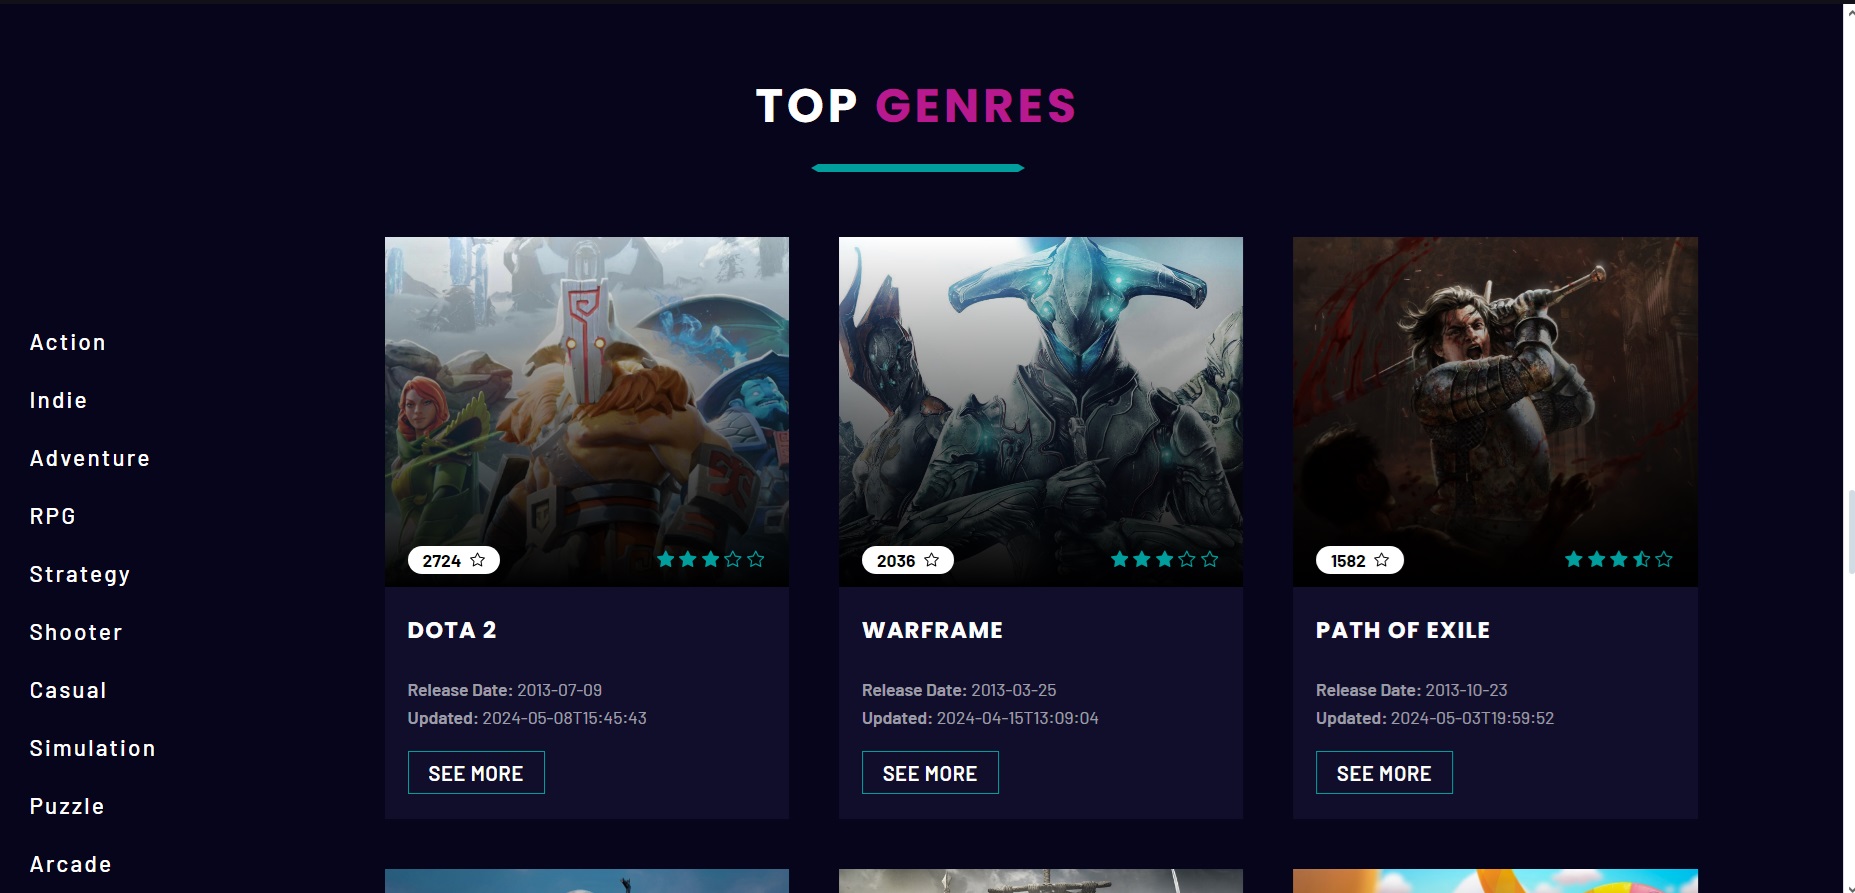 TOP GENRES
Action
Indie
Adventure
RPG
Strategy
Shooter
Casual
Simulation
Puzzle
Arcade
2724
DOTA 2
Release Date: 2013-07-09
Updated: 2024-05-08T15:45:43
SEE MORE
2036
WARFRAME
Release Date: 2013-03-25
Updated: 2024-04-15T13:09:04
SEE MORE
1582
PATH OF EXILE
Release Date: 2013-10-23
Updated: 2024-05-03T19:59:52
SEE MORE